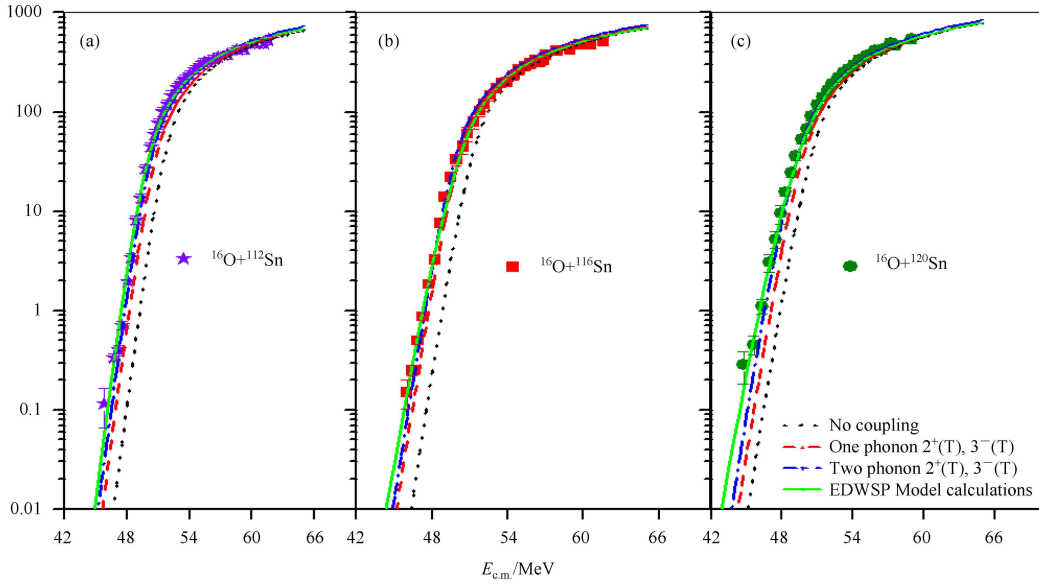 1000
100
10
1
0.1
0.01
(a)
(b)
(c)
¹⁶O+¹¹²Sn
¹⁶O+¹¹⁶Sn
¹⁶O+¹²⁰Sn
No coupling
One phonon 2⁺(T), 3⁻(T)
Two phonon 2⁺(T), 3⁻(T)
EDWSP Model calculations
42 48 54 60 66
42 48 54 60 66
42 48 54 60 66
E_c.m./MeV